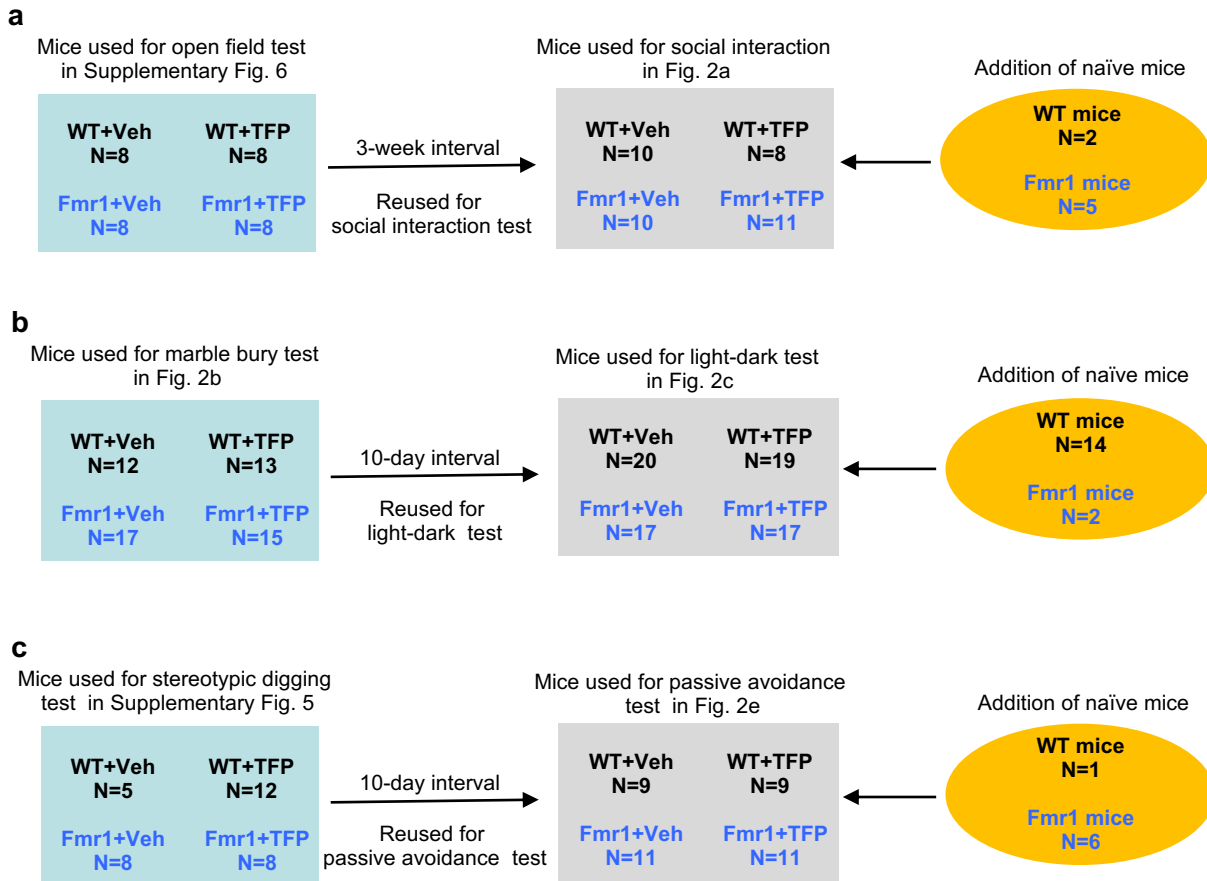 a
Mice used for open field test
in Supplementary Fig. 6
WT+Veh
N=8
WT+TFP
N=8
Fmr1+Veh
N=8
Fmr1+TFP
N=8
3-week interval
Reused for
social interaction test
Mice used for social interaction
in Fig. 2a
WT+Veh
N=10
WT+TFP
N=8
Fmr1+Veh
N=10
Fmr1+TFP
N=11
Addition of naïve mice
WT mice
N=2
Fmr1 mice
N=5
b
Mice used for marble bury test
in Fig. 2b
WT+Veh
N=12
WT+TFP
N=13
Fmr1+Veh
N=17
Fmr1+TFP
N=15
10-day interval
Reused for
light-dark test
Mice used for light-dark test
in Fig. 2c
WT+Veh
N=20
WT+TFP
N=19
Fmr1+Veh
N=17
Fmr1+TFP
N=17
Addition of naïve mice
WT mice
N=14
Fmr1 mice
N=2
c
Mice used for stereotypic digging
test in Supplementary Fig. 5
WT+Veh
N=5
WT+TFP
N=12
Fmr1+Veh
N=8
Fmr1+TFP
N=8
10-day interval
Reused for
passive avoidance test
Mice used for passive avoidance
test in Fig. 2e
WT+Veh
N=9
WT+TFP
N=9
Fmr1+Veh
N=11
Fmr1+TFP
N=11
Addition of naïve mice
WT mice
N=1
Fmr1 mice
N=6